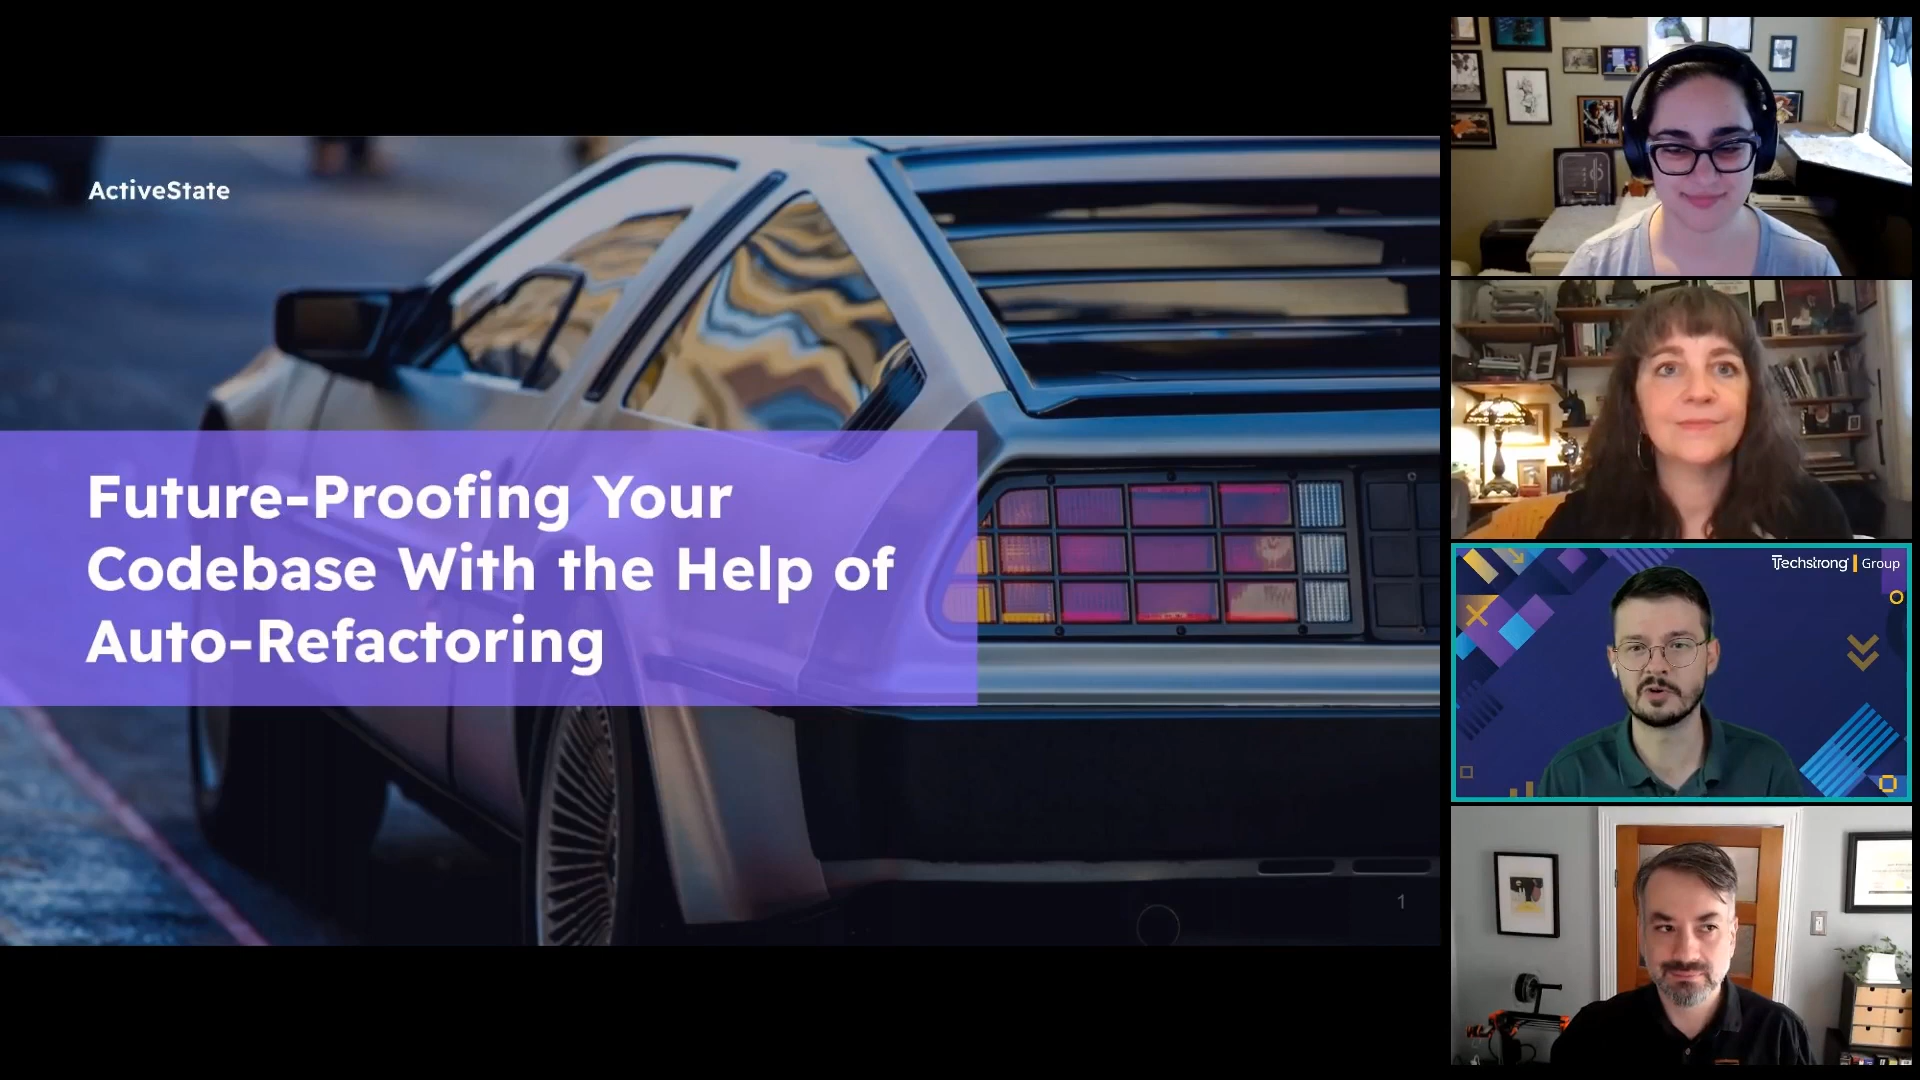 ActiveState
Future-Proofing Your
Codebase With the Help of
Auto-Refactoring
1
Techstrong Group